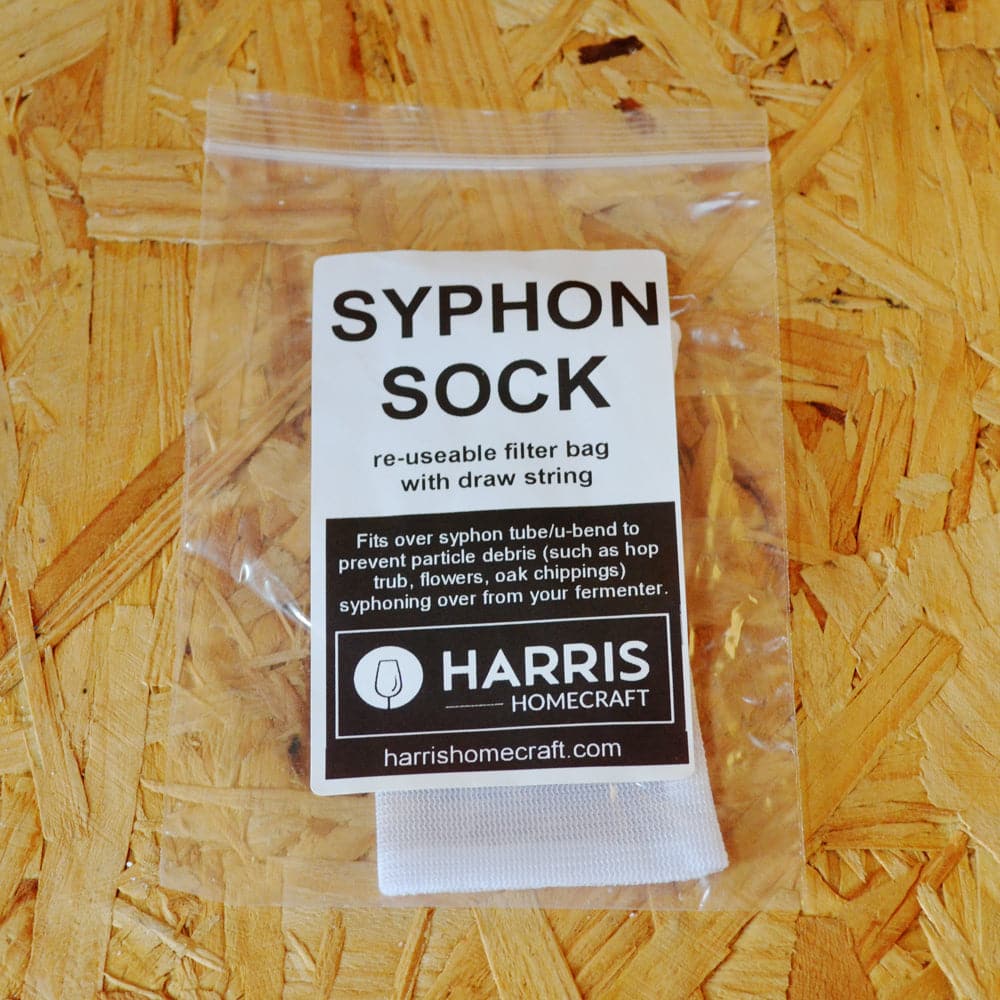 SYPHON
SOCK
re-useable filter bag
with draw string
Fits over syphon tube/u-bend to
prevent particle debris (such as hop
trub, flowers, oak chippings)
syphoning over from your fermenter.
HARRIS
HOMECRAFT
harrishomecraft.com